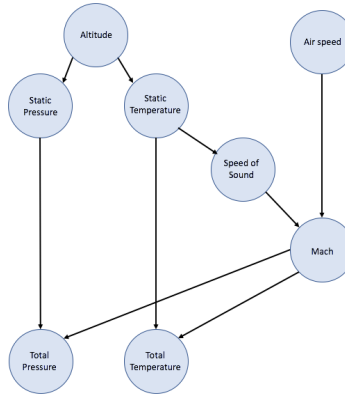 Altitude
Air speed
Static
Pressure
Static
Temperature
Speed of
Sound
Mach
Total
Pressure
Total
Temperature